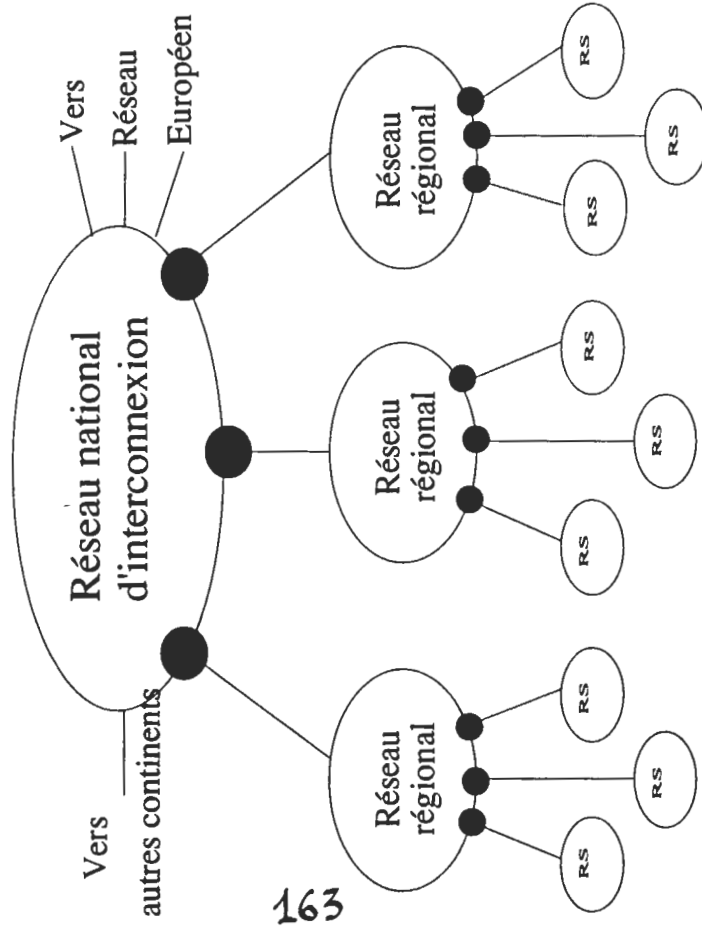 Vers
autres continents
Réseau national
d'interconnexion
Vers
Réseau
Européen
Réseau
régional
Réseau
régional
Réseau
régional
RS
RS
RS
RS
RS
RS
RS
RS
RS
163